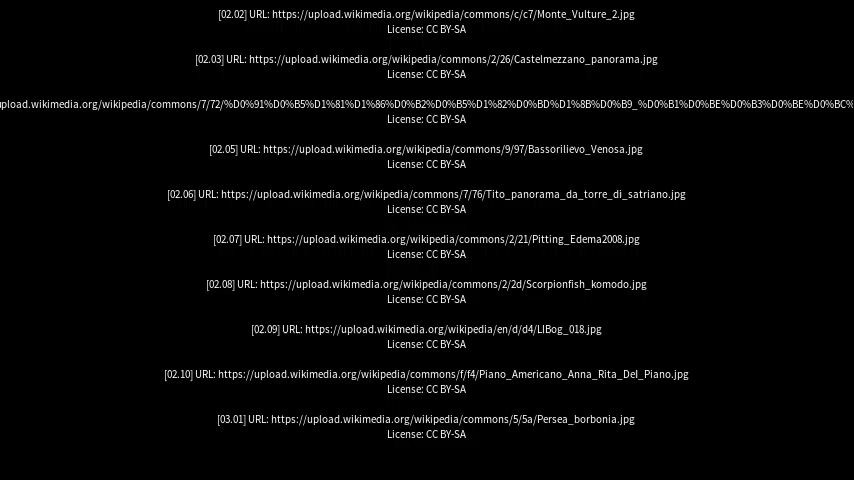 [02.02] URL: https://upload.wikimedia.org/wikipedia/commons/c/c7/Monte_Vulture_2.jpg
License: CC BY-SA
[02.03] URL: https://upload.wikimedia.org/wikipedia/commons/2/26/Castelmezzano_panorama.jpg
License: CC BY-SA
upload.wikimedia.org/wikipedia/commons/7/72/%D0%91%D0%B5%D1%81%D1%86%D0%B2%D0%B5%D1%82%D0%BD%D1%8B%D0%B9_%D0%B1%D0%BE%D0%B3%D0%BE%D0%BC%
License: CC BY-SA
[02.05] URL: https://upload.wikimedia.org/wikipedia/commons/9/97/Bassorilievo_Venosa.jpg
License: CC BY-SA
[02.06] URL: https://upload.wikimedia.org/wikipedia/commons/7/76/Tito_panorama_da_torre_di_satriano.jpg
License: CC BY-SA
[02.07] URL: https://upload.wikimedia.org/wikipedia/commons/2/21/Pitting_Edema2008.jpg
License: CC BY-SA
[02.08] URL: https://upload.wikimedia.org/wikipedia/commons/2/2d/Scorpionfish_komodo.jpg
License: CC BY-SA
[02.09] URL: https://upload.wikimedia.org/wikipedia/en/d/d4/LIBog_018.jpg
License: CC BY-SA
[02.10] URL: https://upload.wikimedia.org/wikipedia/commons/f/f4/Piano_Americano_Anna_Rita_Del_Piano.jpg
License: CC BY-SA
[03.01] URL: https://upload.wikimedia.org/wikipedia/commons/5/5a/Persea_borbonia.jpg
License: CC BY-SA